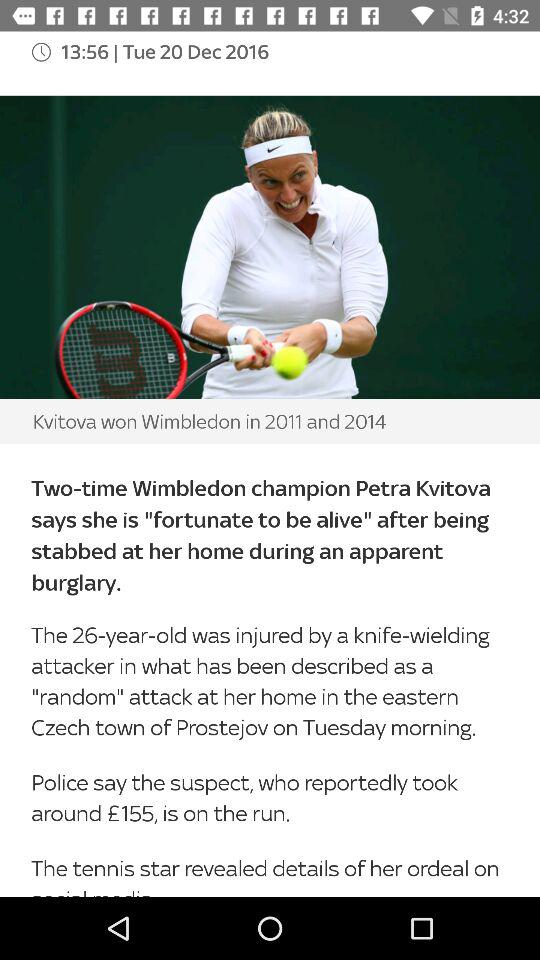 4:32
13:56 | Tue 20 Dec 2016
W
Kvitova won Wimbledon in 2011 and 2014
Two-time Wimbledon champion Petra Kvitova
says she is "fortunate to be alive" after being
stabbed at her home during an apparent
burglary.
The 26-year-old was injured by a knife-wielding
attacker in what has been described as a
"random" attack at her home in the eastern
Czech town of Prostejov on Tuesday morning.
Police say the suspect, who reportedly took
around £155, is on the run.
The tennis star revealed details of her ordeal on